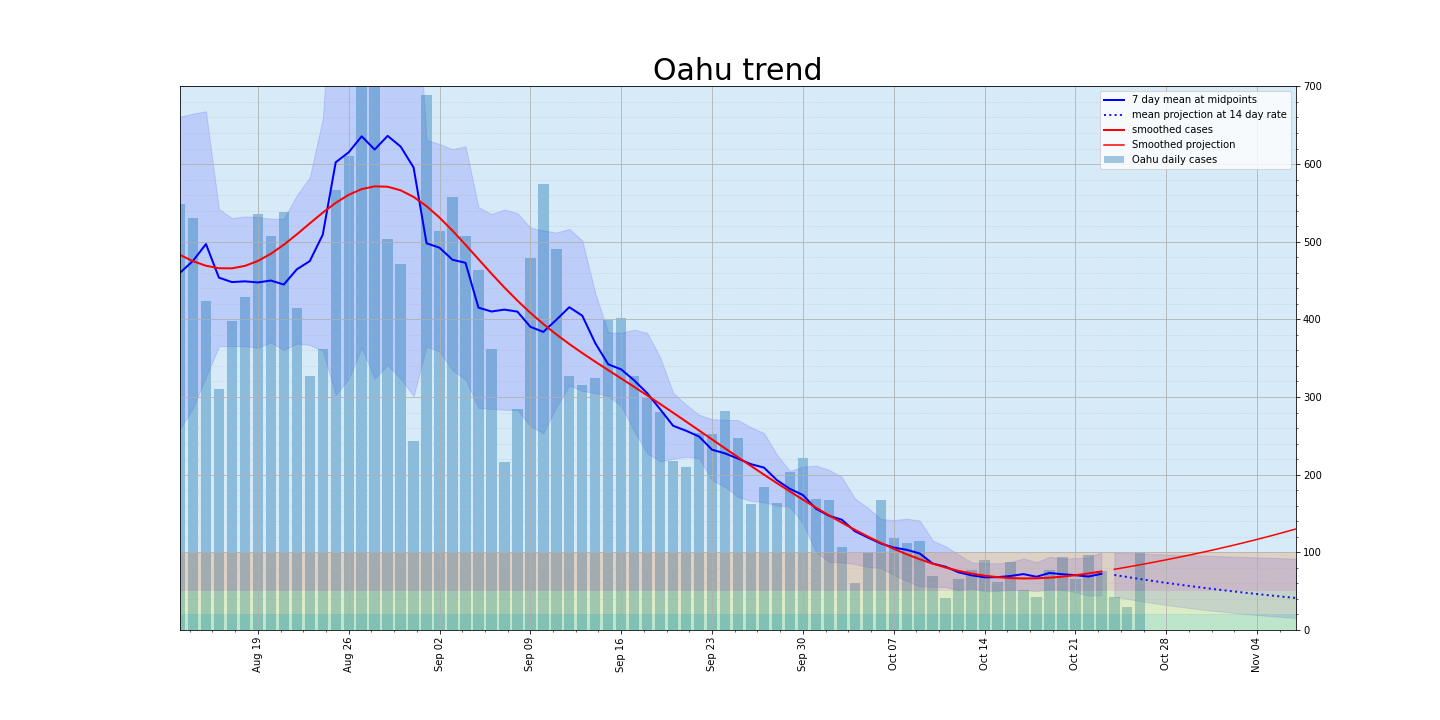 Oahu trend
7 day mean at midpoints
mean projection at 14 day rate
smoothed cases
Smoothed projection
Oahu daily cases
700
600
500
400
300
200
100
0
Aug 19
Aug 26
Sep 02
Sep 09
Sep 16
Sep 23
Sep 30
Oct 07
Oct 14
Oct 21
Oct 28
Nov 04